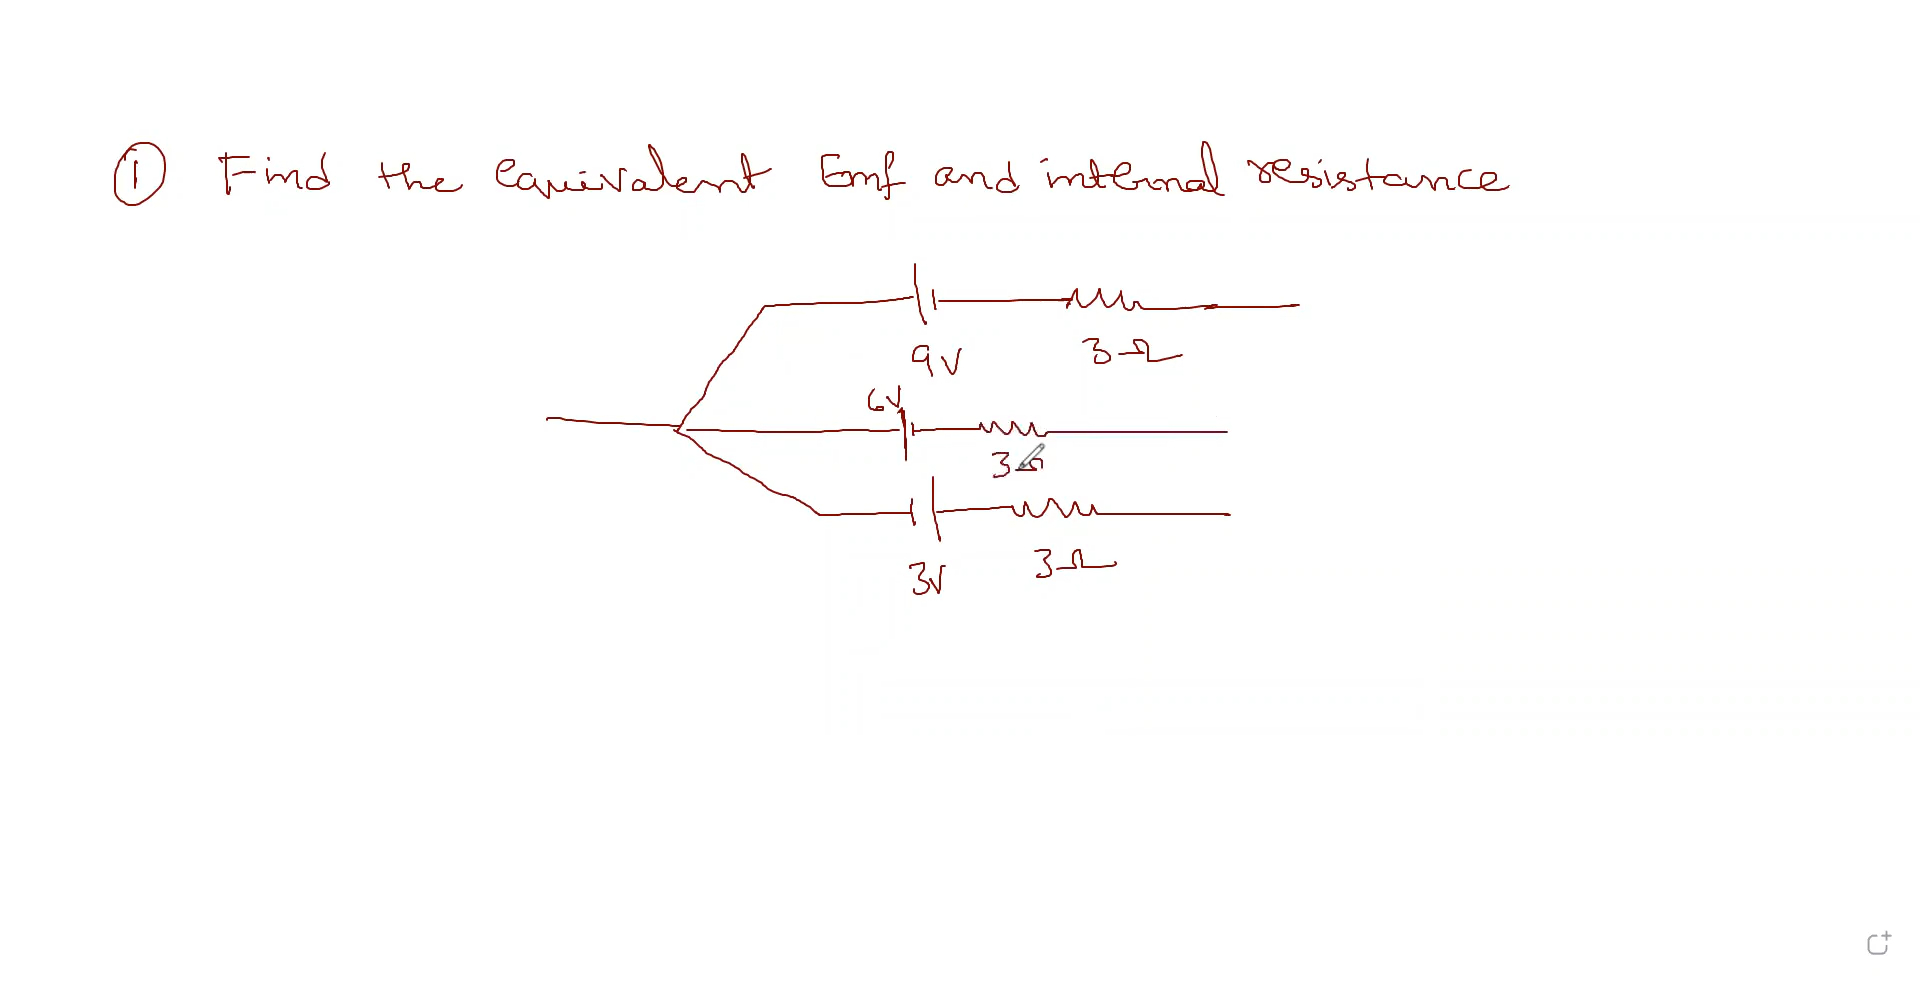 ① Find the equivalent Emf and internal resistance
9V
3Ω
6V
3Ω
3V
3Ω